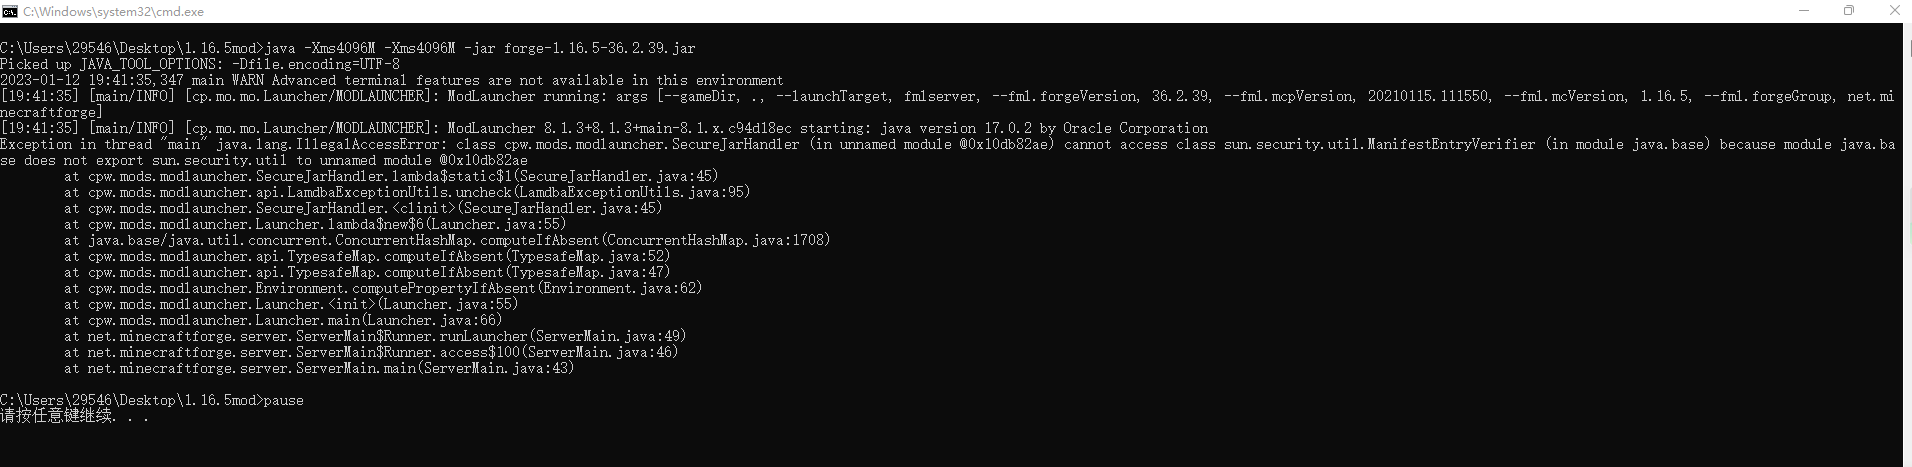 C:\Windows\system32\cmd.exe
C:\Users\29546\Desktop\1.16.5mod>java -Xms4096M -Xms4096M -jar forge-1.16.5-36.2.39.jar
Picked up JAVA_TOOL_OPTIONS: -Dfile.encoding=UTF-8
2023-01-12 19:41:35,347 main WARN Advanced terminal features are not available in this environment
[19:41:35] [main/INFO] [cp.mo.mo.Launcher/MODLAUNCHER]: ModLauncher running: args [--gameDir, ., --launchTarget, fmlserver, --fml.forgeVersion, 36.2.39, --fml.mcpVersion, 20210115.111550, --fml.mcVersion, 1.16.5, --fml.forgeGroup, net.mi
necraftforge]
[19:41:35] [main/INFO] [cp.mo.mo.Launcher/MODLAUNCHER]: ModLauncher 8.1.3+8.1.3+main-8.1.x.c94d18ec starting: java version 17.0.2 by Oracle Corporation
Exception in thread "main" java.lang.IllegalAccessError: class cpw.mods.modlauncher.SecureJarHandler (in unnamed module @0x10db82ae) cannot access class sun.security.util.ManifestEntryVerifier (in module java.base) because module java.ba
se does not export sun.security.util to unnamed module @0x10db82ae
at cpw.mods.modlauncher.SecureJarHandler.lambda$static$1(SecureJarHandler.java:45)
at cpw.mods.modlauncher.api.LamdbaExceptionUtils.uncheck(LamdbaExceptionUtils.java:95)
at cpw.mods.modlauncher.SecureJarHandler.<clinit>(SecureJarHandler.java:45)
at cpw.mods.modlauncher.Launcher.lambda$new$6(Launcher.java:55)
at java.base/java.util.concurrent.ConcurrentHashMap.computeIfAbsent(ConcurrentHashMap.java:1708)
at cpw.mods.modlauncher.api.TypesafeMap.computeIfAbsent(TypesafeMap.java:52)
at cpw.mods.modlauncher.api.TypesafeMap.computeIfAbsent(TypesafeMap.java:47)
at cpw.mods.modlauncher.Environment.computePropertyIfAbsent(Environment.java:62)
at cpw.mods.modlauncher.Launcher.<init>(Launcher.java:55)
at cpw.mods.modlauncher.Launcher.main(Launcher.java:66)
at net.minecraftforge.server.ServerMain$Runner.runLauncher(ServerMain.java:49)
at net.minecraftforge.server.ServerMain$Runner.access$100(ServerMain.java:46)
at net.minecraftforge.server.ServerMain.main(ServerMain.java:43)
C:\Users\29546\Desktop\1.16.5mod>pause
请按任意键继续. . .